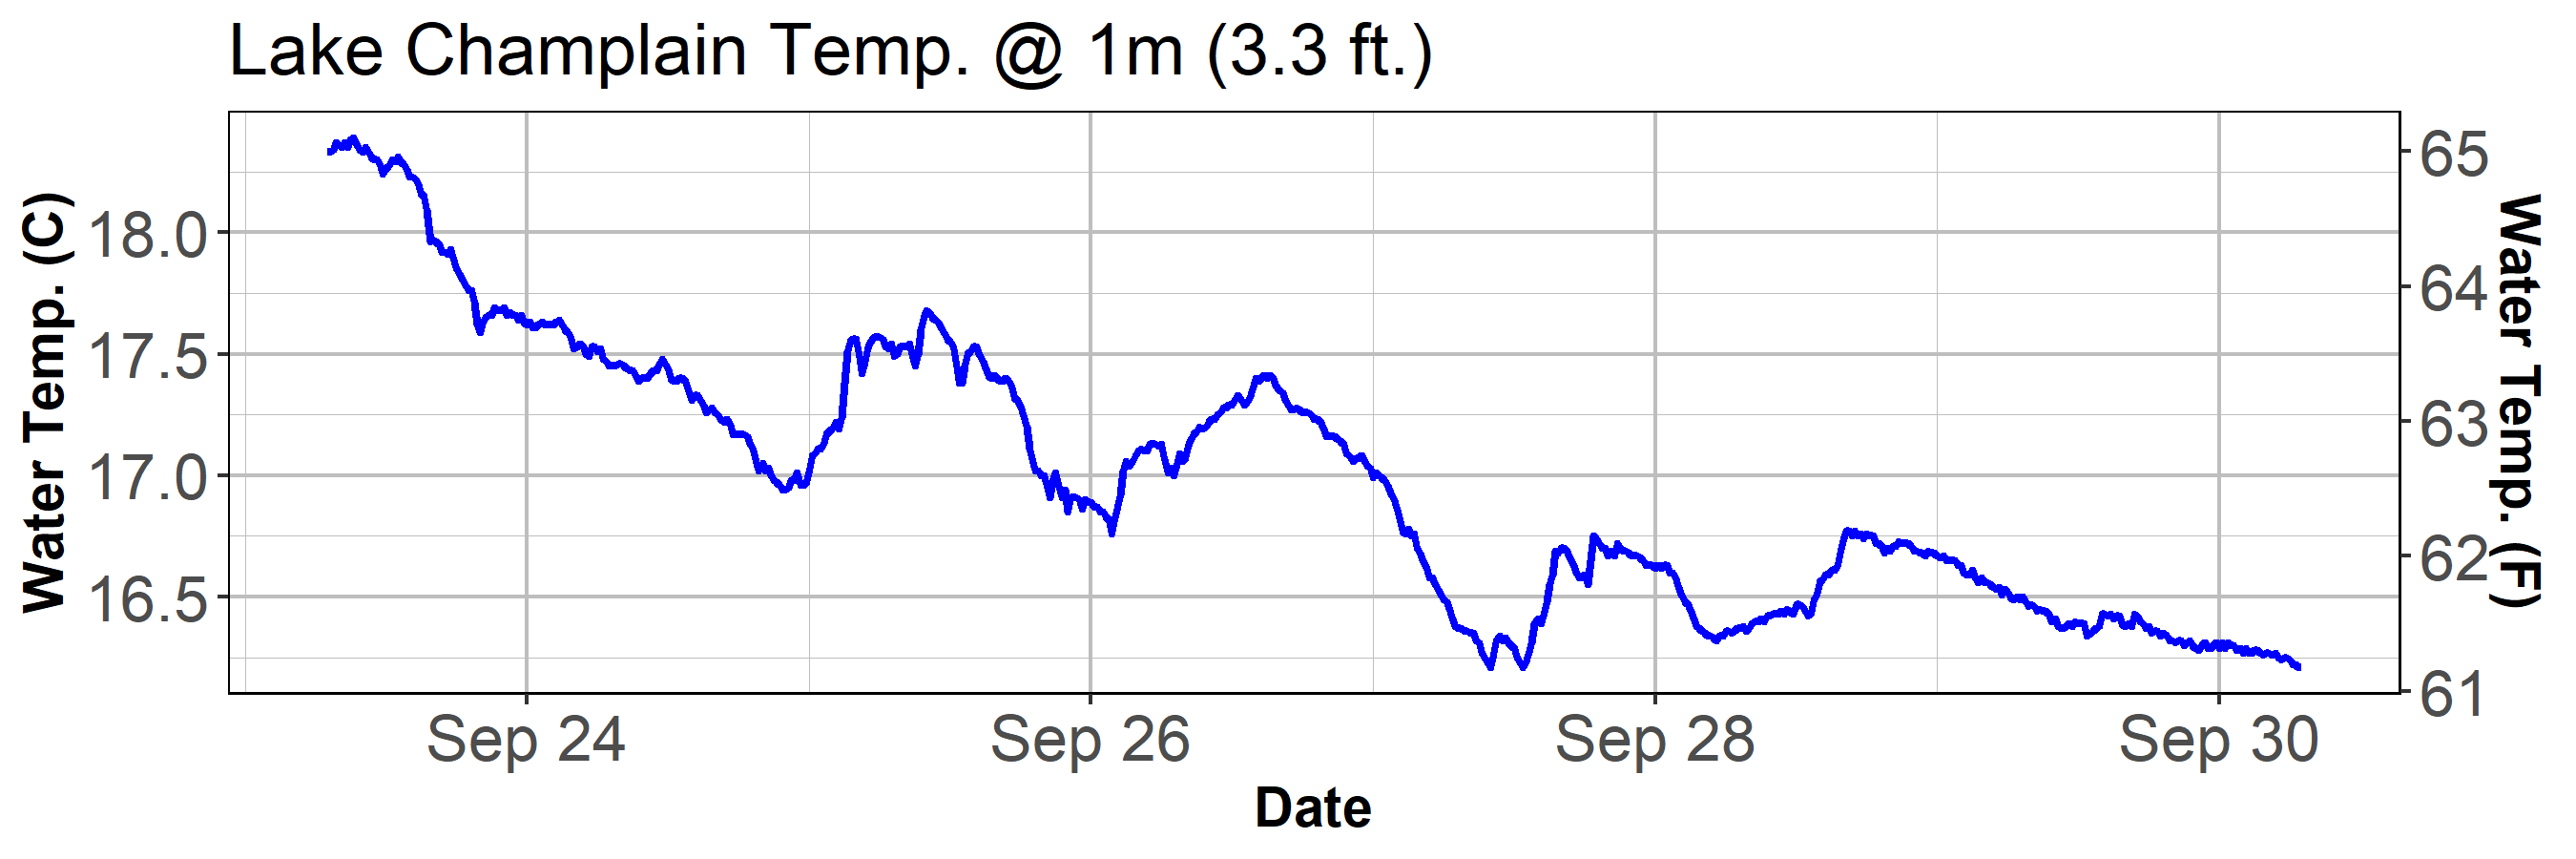 Lake Champlain Temp. @ 1m (3.3 ft.)
Water Temp. (C)
18.0
17.5
17.0
16.5
65
64
63
62
61
Water Temp. (F)
Sep 24
Sep 26
Sep 28
Sep 30
Date